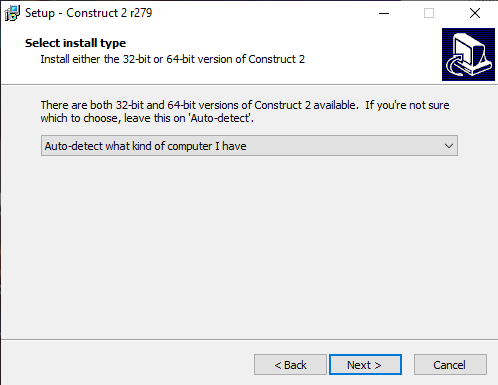 Setup - Construct 2 r279
Select install type
Install either the 32-bit or 64-bit version of Construct 2
There are both 32-bit and 64-bit versions of Construct 2 available.  If you're not sure
which to choose, leave this on 'Auto-detect'.
Auto-detect what kind of computer I have
< Back
Next >
Cancel